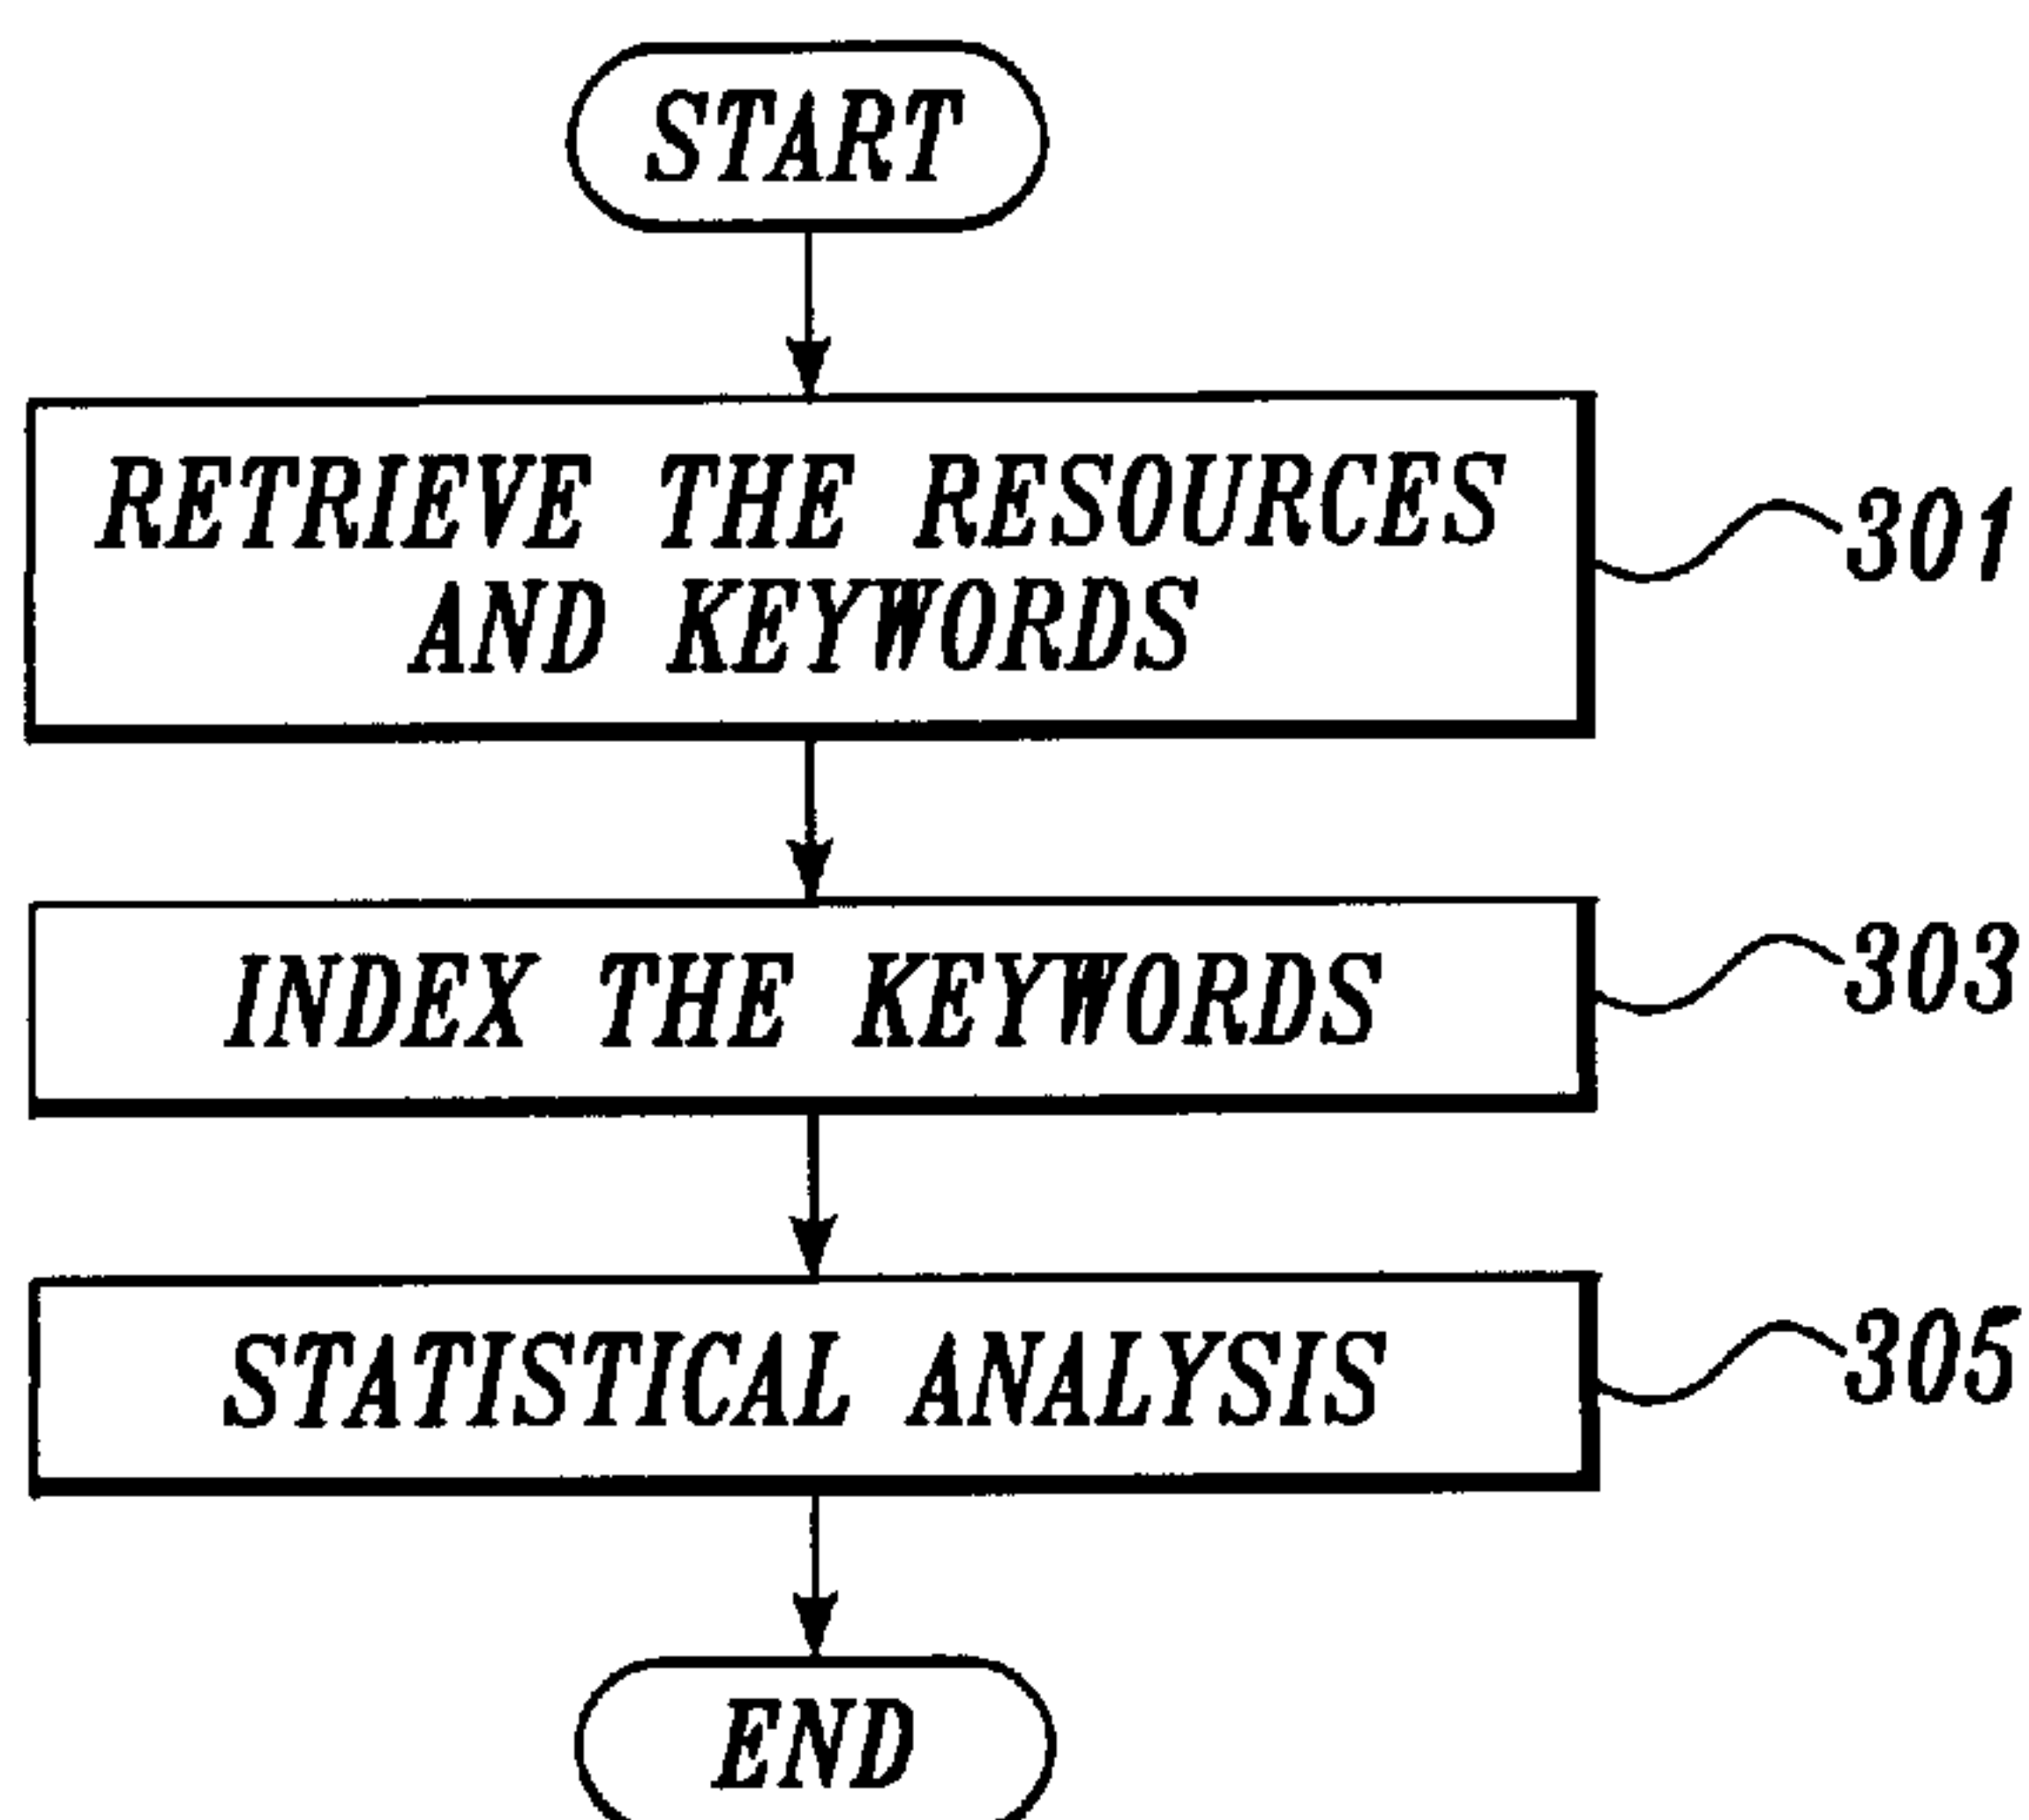 START
RETRIEVE THE RESOURCES
AND KEYWORDS
301
INDEX THE KEYWORDS
303
STATISTICAL ANALYSIS
305
END